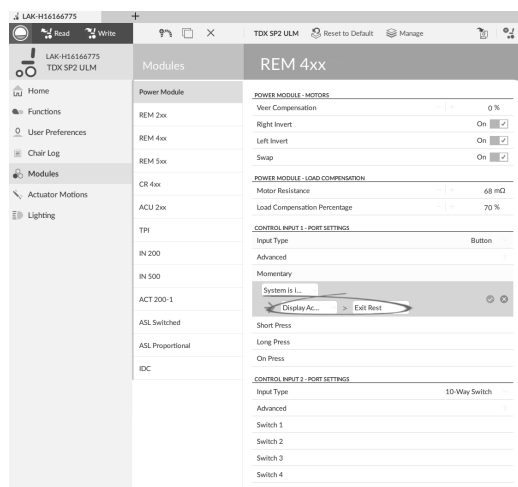 LAK-H16166775
+
Read
Write
TDX SP2 ULM
Reset to Default
Manage
LAK-H16166775
TDX SP2 ULM
Modules
REM 4xx
Home
Functions
User Preferences
Chair Log
Modules
Actuator Motions
Lighting
Power Module
REM 2xx
REM 4xx
REM 5xx
CR 4xx
ACU 2xx
TPI
IN 200
IN 500
ACT 200-1
ASL Switched
ASL Proportional
IDC
POWER MODULE - MOTORS
Veer Compensation 0 %
Right Invert On
Left Invert On
Swap On
POWER MODULE - LOAD COMPENSATION
Motor Resistance 68 mΩ
Load Compensation Percentage 70 %
CONTROL INPUT 1 - PORT SETTINGS
Input Type Button
Advanced
Momentary
System is i...
Display Ac... > Exit Rest
Short Press
Long Press
On Press
CONTROL INPUT 2 - PORT SETTINGS
Input Type 10-Way Switch
Advanced
Switch 1
Switch 2
Switch 3
Switch 4